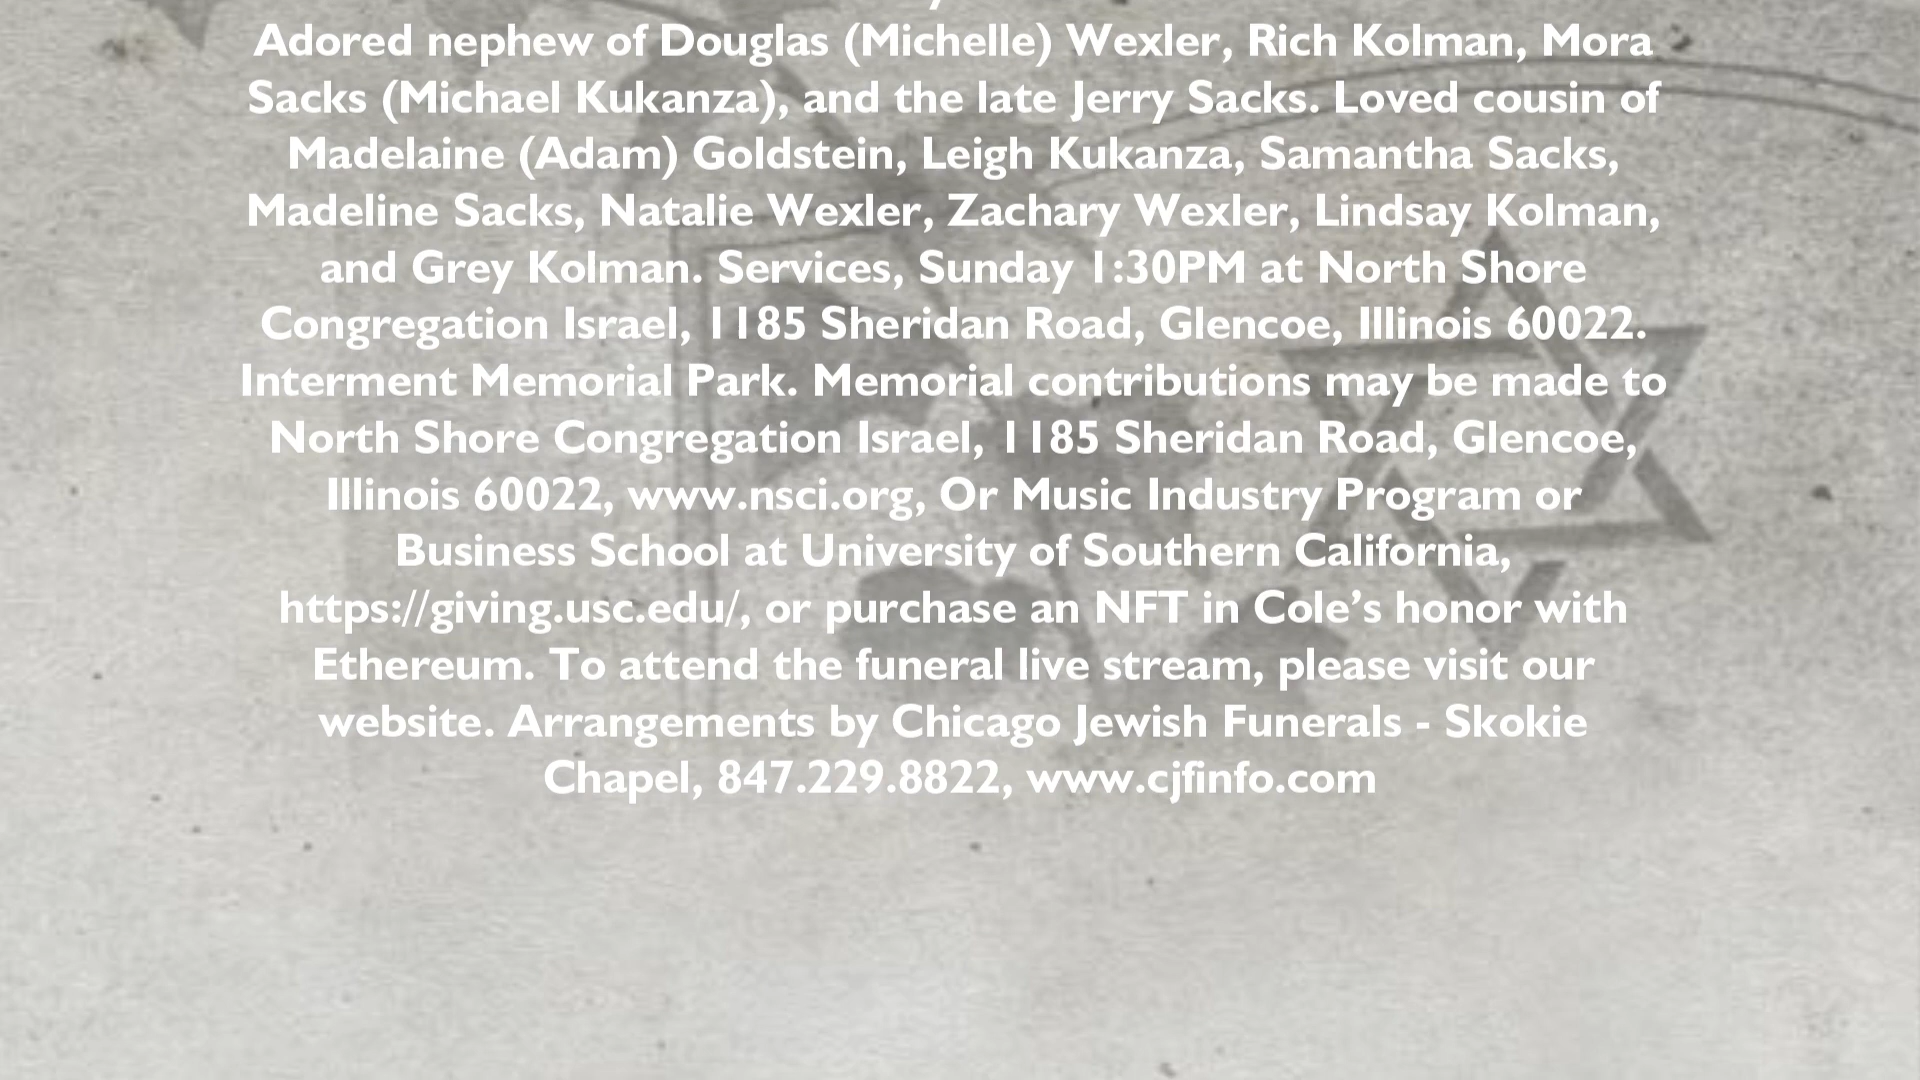 Adored nephew of Douglas (Michelle) Wexler, Rich Kolman, Mora
Sacks (Michael Kukanza), and the late Jerry Sacks. Loved cousin of
Madelaine (Adam) Goldstein, Leigh Kukanza, Samantha Sacks,
Madeline Sacks, Natalie Wexler, Zachary Wexler, Lindsay Kolman,
and Grey Kolman. Services, Sunday 1:30PM at North Shore
Congregation Israel, 1185 Sheridan Road, Glencoe, Illinois 60022.
Interment Memorial Park. Memorial contributions may be made to
North Shore Congregation Israel, 1185 Sheridan Road, Glencoe,
Illinois 60022, www.nsci.org, Or Music Industry Program or
Business School at University of Southern California,
https://giving.usc.edu/, or purchase an NFT in Cole’s honor with
Ethereum. To attend the funeral live stream, please visit our
website. Arrangements by Chicago Jewish Funerals - Skokie
Chapel, 847.229.8822, www.cjfinfo.com